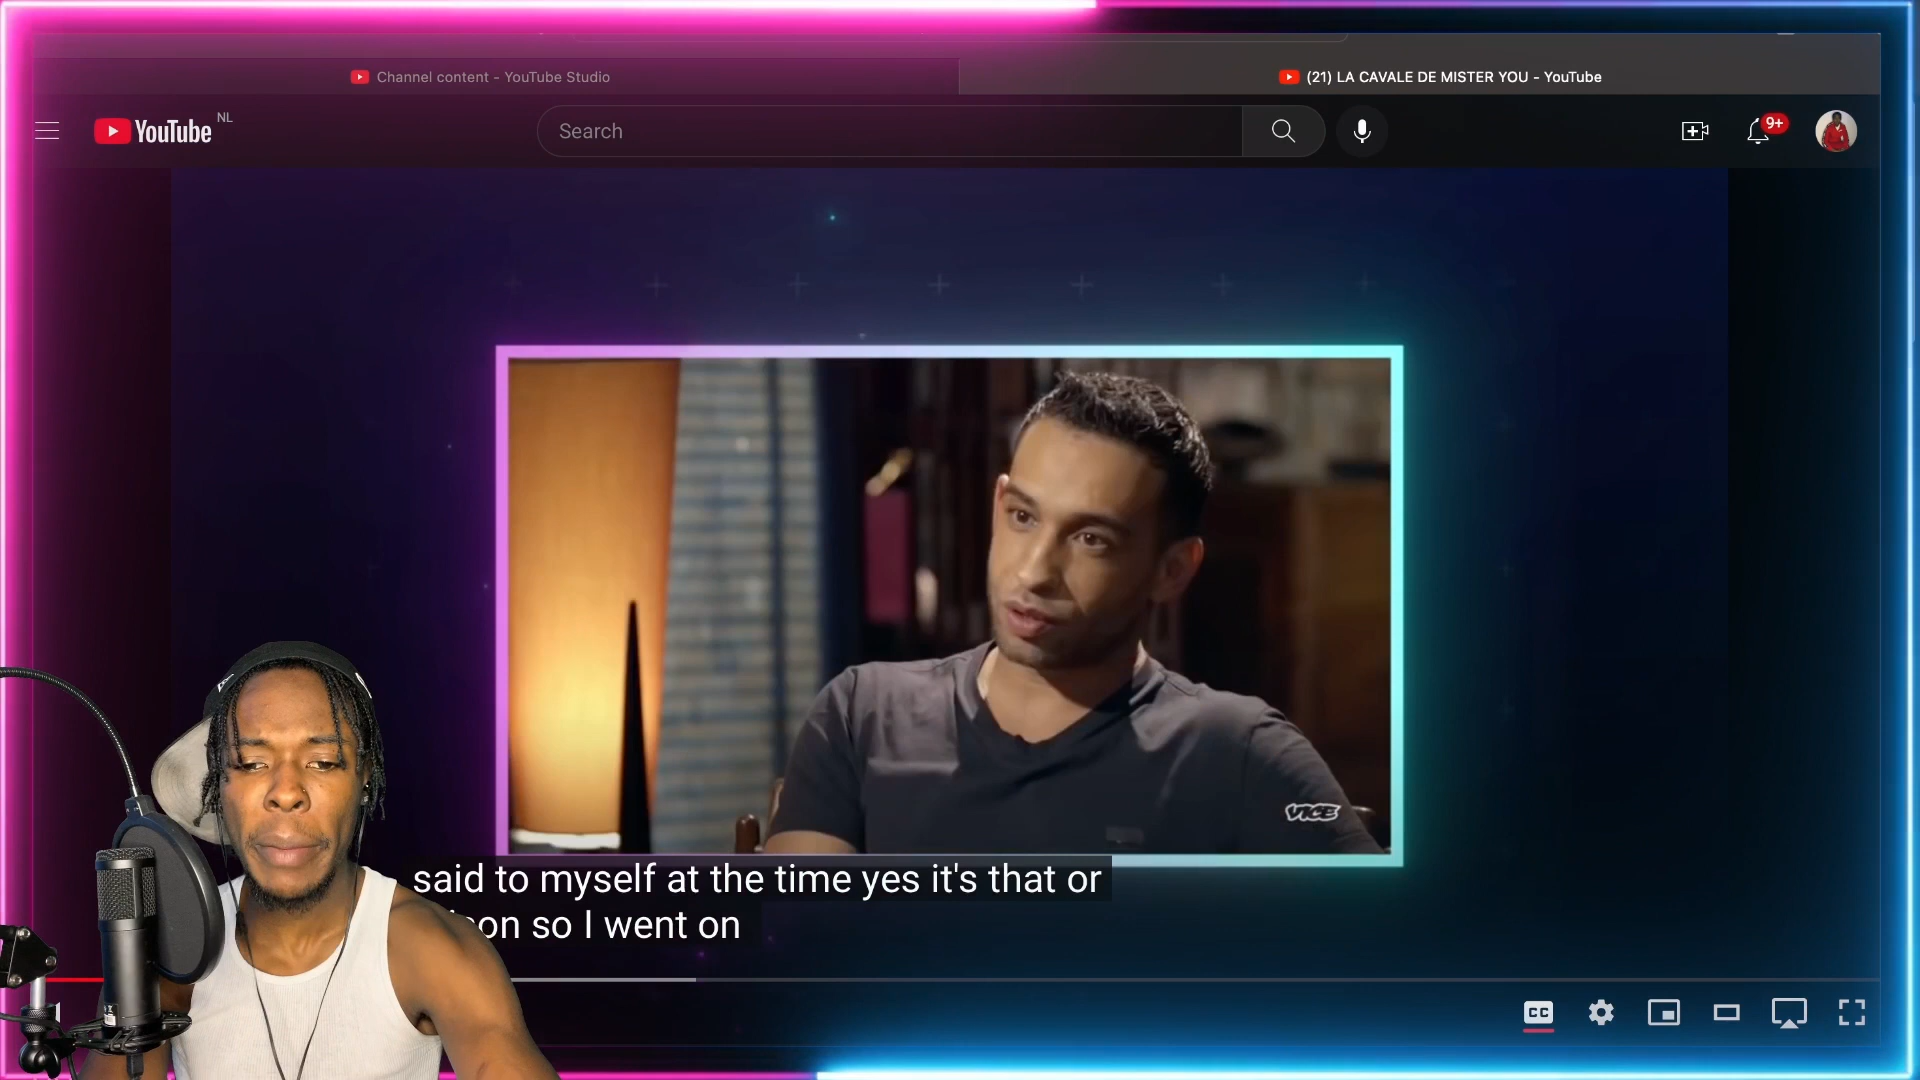 Channel content - YouTube Studio
(21) LA CAVALE DE MISTER YOU - YouTube
YouTube NL
Search
9+
VICE
said to myself at the time yes it's that or
so I went on
CC